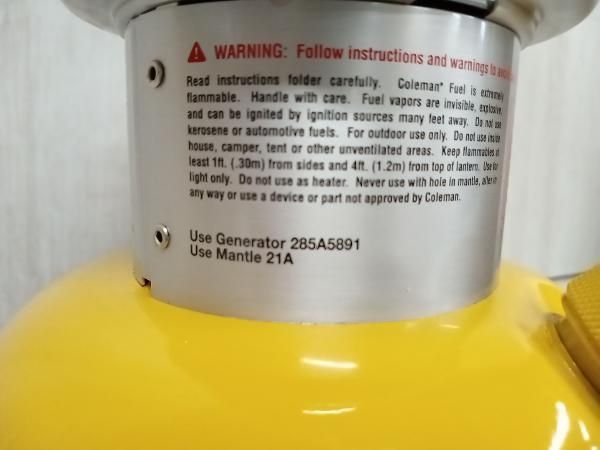 WARNING: Follow instructions and warnings to avoid
Read instructions folder carefully. Coleman® Fuel is extremely
flammable. Handle with care. Fuel vapors are invisible, explosive,
and can be ignited by ignition sources many feet away. Do not use
kerosene or automotive fuels. For outdoor use only. Do not use inside
house, camper, tent or other unventilated areas. Keep flammables at
least 1ft. (.30m) from sides and 4ft. (1.2m) from top of lantern. Use for
light only. Do not use as heater. Never use with hole in mantle, alter in
any way or use a device or part not approved by Coleman.
Use Generator 285A5891
Use Mantle 21A